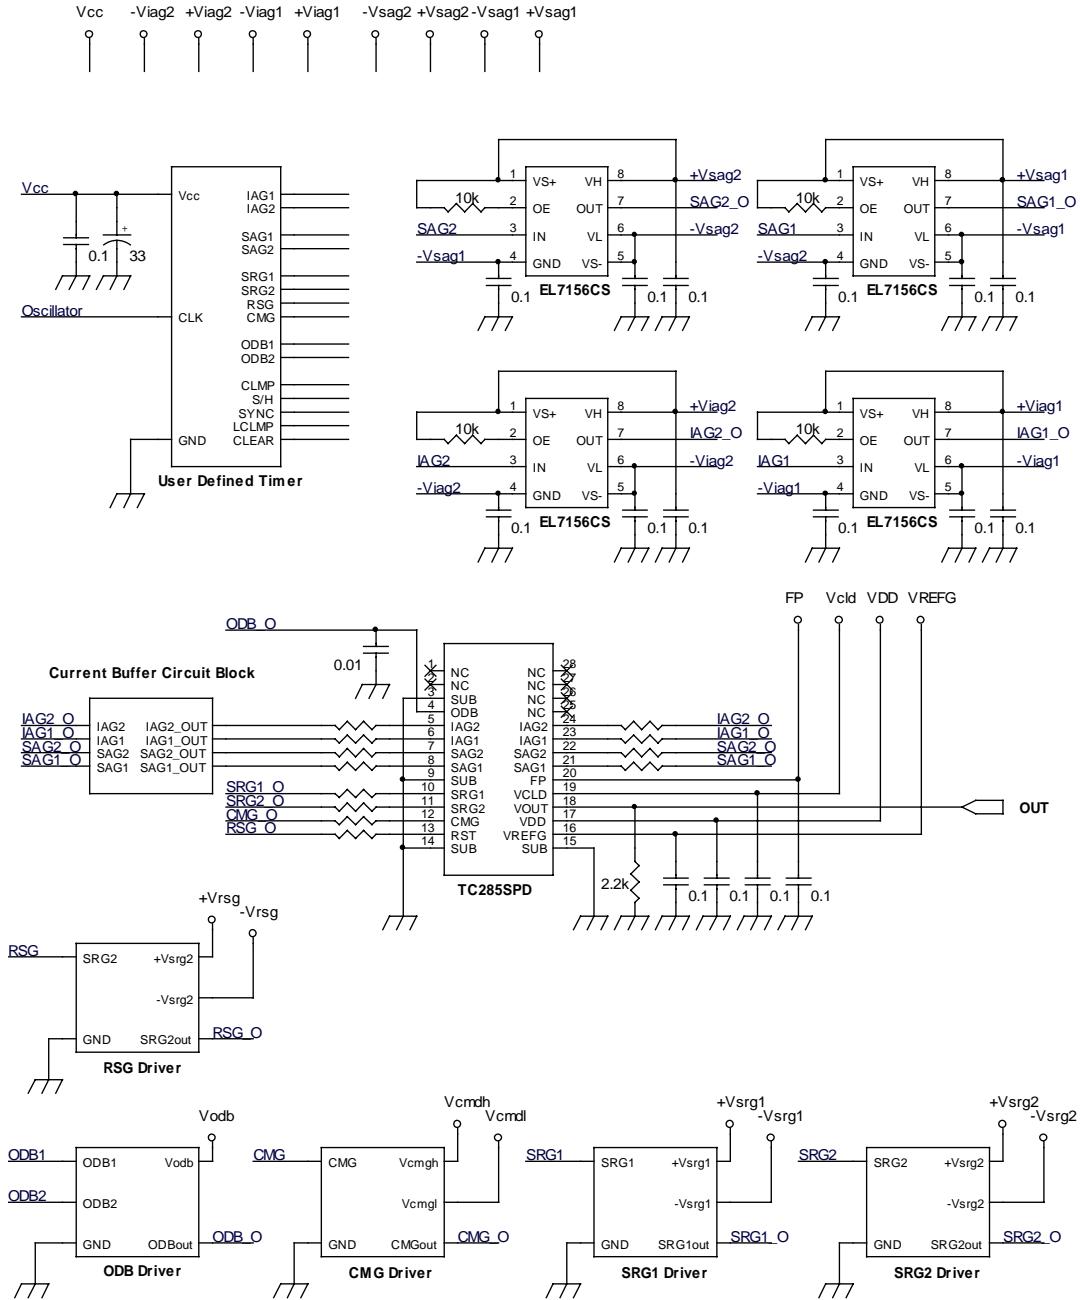 Vcc -Viag2 +Viag2 -Viag1 +Viag1 -Vsag2 +Vsag2 -Vsag1 +Vsag1
Vcc
Vcc
IAG1
IAG2
SAG1
SAG2
SRG1
SRG2
RSG
CMG
ODB1
ODB2
CLMP
S/H
SYNC
LCLMP
CLEAR
0.1
+
33
Oscillator
CLK
GND
User Defined Timer
10k
SAG2
-Vsag1
1 VS+ VH 8 +Vsag2
2 OE OUT 7 SAG2_O
3 IN VL 6 -Vsag2
4 GND VS- 5
0.1 EL7156CS 0.1 0.1
10k
SAG1
-Vsag2
1 VS+ VH 8 +Vsag1
2 OE OUT 7 SAG1_O
3 IN VL 6 -Vsag1
4 GND VS- 5
0.1 EL7156CS 0.1 0.1
10k
IAG2
-Viag2
1 VS+ VH 8 +Viag2
2 OE OUT 7 IAG2_O
3 IN VL 6 -Viag2
4 GND VS- 5
0.1 EL7156CS 0.1 0.1
10k
IAG1
-Viag1
1 VS+ VH 8 +Viag1
2 OE OUT 7 IAG1_O
3 IN VL 6 -Viag1
4 GND VS- 5
0.1 EL7156CS 0.1 0.1
FP Vcld VDD VREFG
ODB_O
0.01
Current Buffer Circuit Block
IAG2_O IAG2 IAG2_OUT
IAG1_O IAG1 IAG1_OUT
SAG2_O SAG2 SAG2_OUT
SAG1_O SAG1 SAG1_OUT
SRG1_O
SRG2_O
CMG_O
RSG_O
1 NC NC 28
2 NC NC 27
3 SUB NC 26
4 ODB NC 25
5 IAG2 IAG2 24 IAG2_O
6 IAG1 IAG1 23 IAG1_O
7 SAG2 SAG2 22 SAG2_O
8 SAG1 SAG1 21 SAG1_O
9 SUB FP 20
10 SRG1 VCLD 19
11 SRG2 VOUT 18
12 CMG VDD 17
13 RST VREFG 16
14 SUB SUB 15
OUT
TC285SPD
2.2k 0.1 0.1 0.1 0.1
+Vrsg
-Vrsg
RSG SRG2 +Vsrg2
-Vsrg2
GND SRG2out RSG_O
RSG Driver
Vodb
ODB1 ODB1 Vodb
ODB2 ODB2
GND ODBout ODB_O
ODB Driver
Vcmdh
Vcmdl
CMG CMG Vcmgh
Vcmgl
GND CMGout CMG_O
CMG Driver
+Vsrg1
-Vsrg1
SRG1 SRG1 +Vsrg1
-Vsrg1
GND SRG1out SRG1_O
SRG1 Driver
+Vsrg2
-Vsrg2
SRG2 SRG2 +Vsrg2
-Vsrg2
GND SRG2out SRG2_O
SRG2 Driver